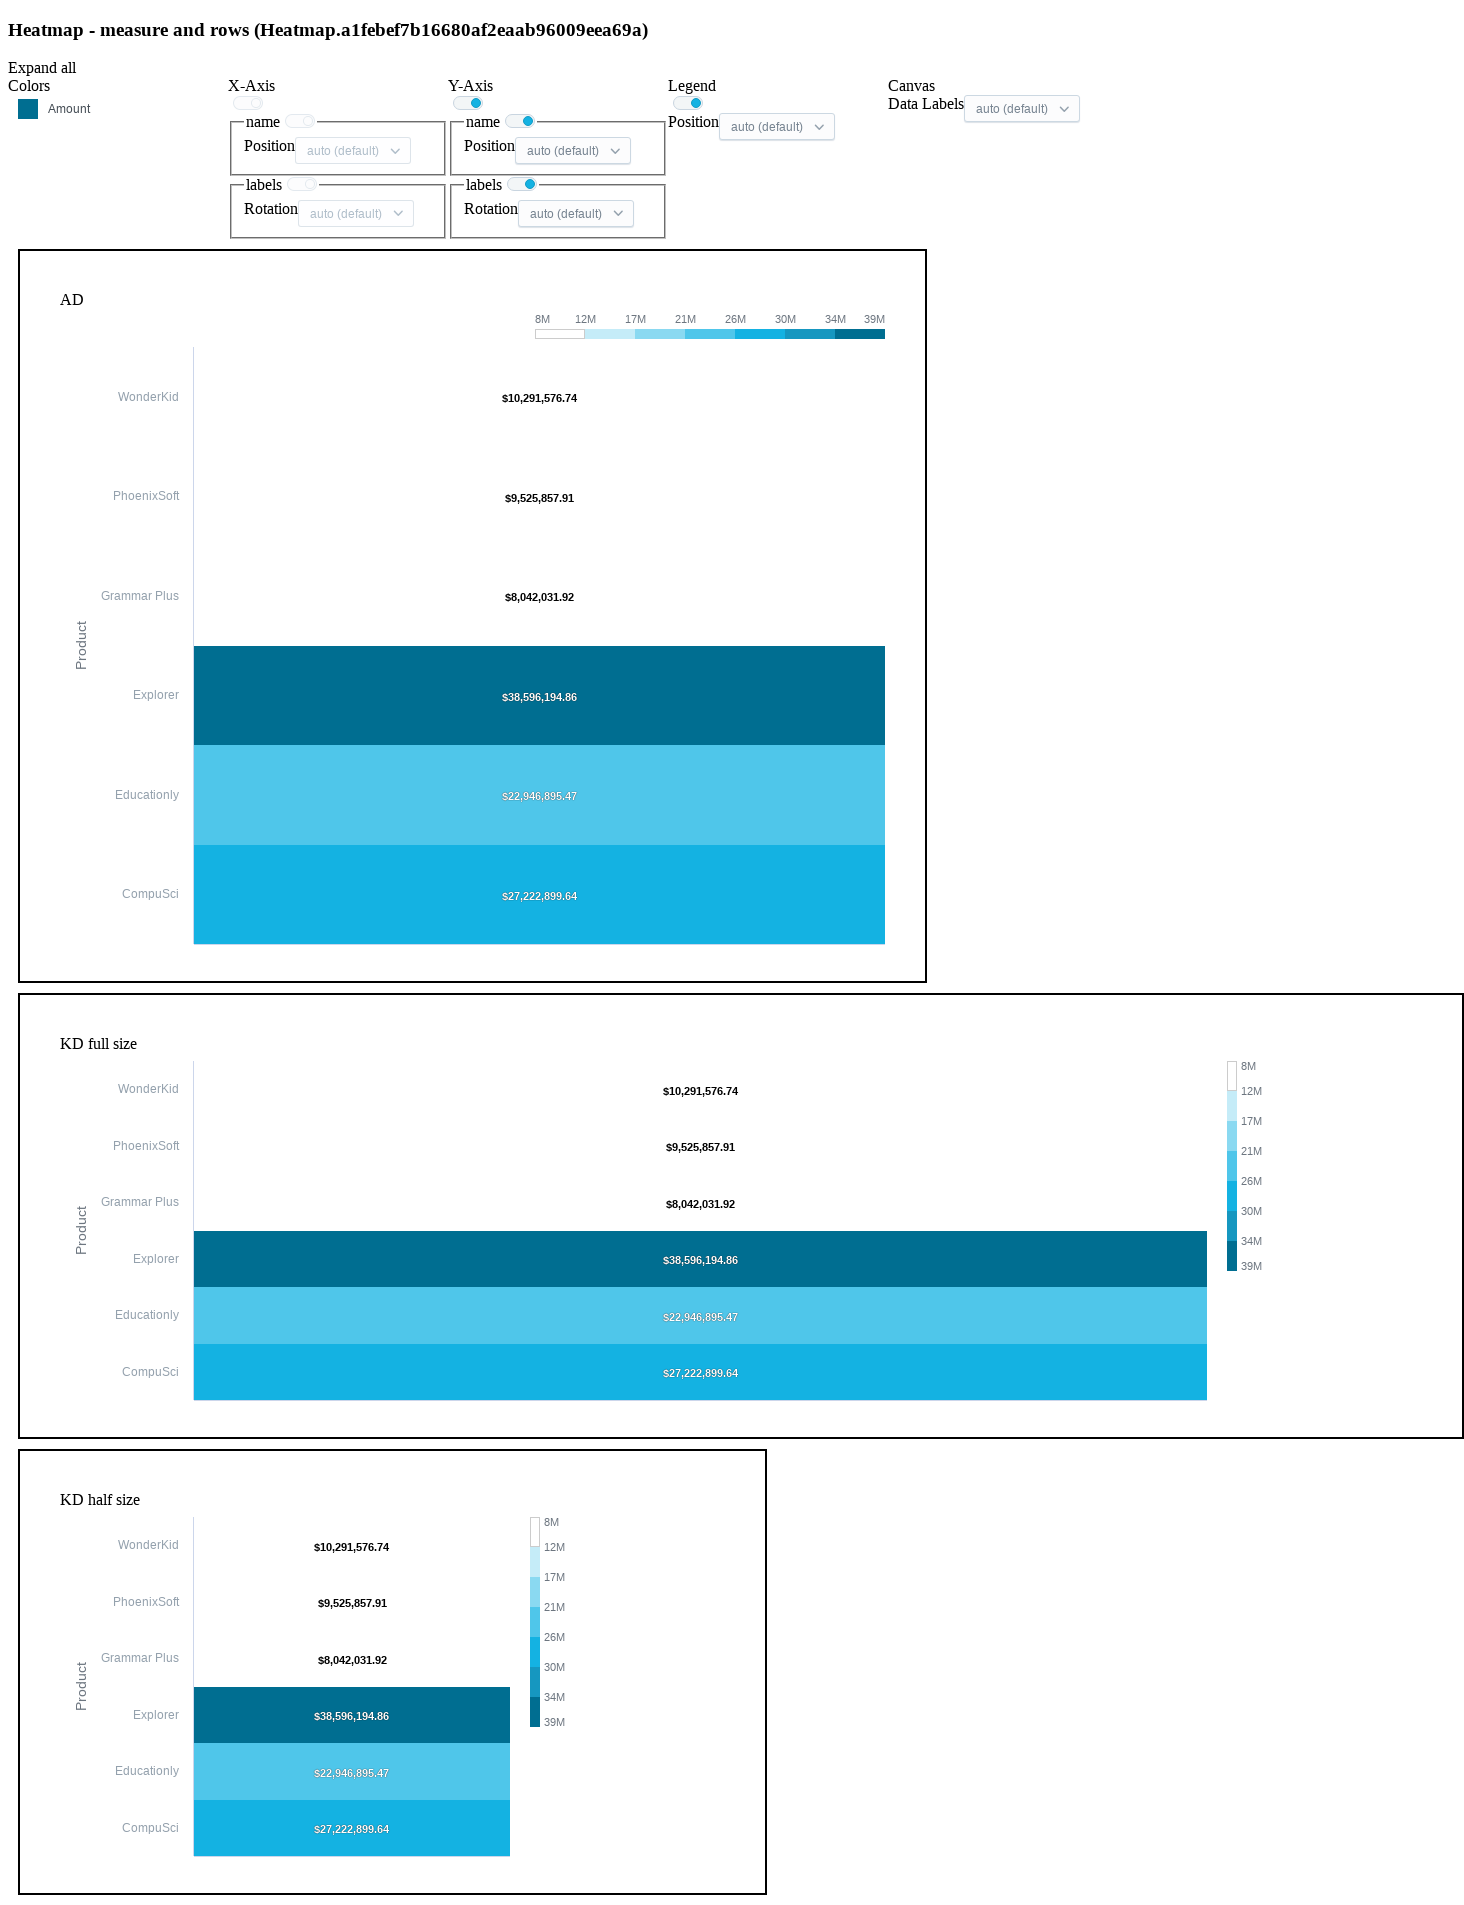 Heatmap - measure and rows (Heatmap.a1febef7b16680af2eaab96009eea69a)
Expand all
Colors
Amount
X-Axis
name
Position auto (default)
labels
Rotation auto (default)
Y-Axis
name
Position auto (default)
labels
Rotation auto (default)
Legend
Position auto (default)
Canvas
Data Labels auto (default)
AD
8M 12M 17M 21M 26M 30M 34M 39M
Product
WonderKid $10,291,576.74
PhoenixSoft $9,525,857.91
Grammar Plus $8,042,031.92
Explorer $38,596,194.86
Educationly $22,946,895.47
CompuSci $27,222,899.64
KD full size
Product
WonderKid $10,291,576.74
PhoenixSoft $9,525,857.91
Grammar Plus $8,042,031.92
Explorer $38,596,194.86
Educationly $22,946,895.47
CompuSci $27,222,899.64
8M
12M
17M
21M
26M
30M
34M
39M
KD half size
Product
WonderKid $10,291,576.74
PhoenixSoft $9,525,857.91
Grammar Plus $8,042,031.92
Explorer $38,596,194.86
Educationly $22,946,895.47
CompuSci $27,222,899.64
8M
12M
17M
21M
26M
30M
34M
39M